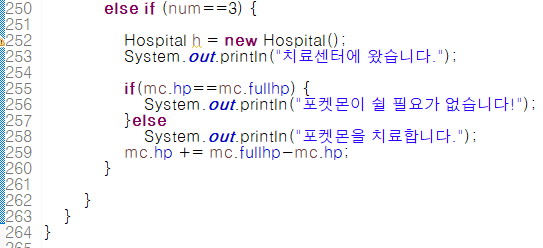 250 else if (num==3) {
251
252 Hospital h = new Hospital();
253 System.out.println("치료센터에 왔습니다.");
254
255 if(mc.hp==mc.fullhp) {
256 System.out.println("포켓몬이 쉴 필요가 없습니다!");
257 }else
258 System.out.println("포켓몬을 치료합니다.");
259 mc.hp += mc.fullhp-mc.hp;
260 }
261
262 }
263 }
264 }